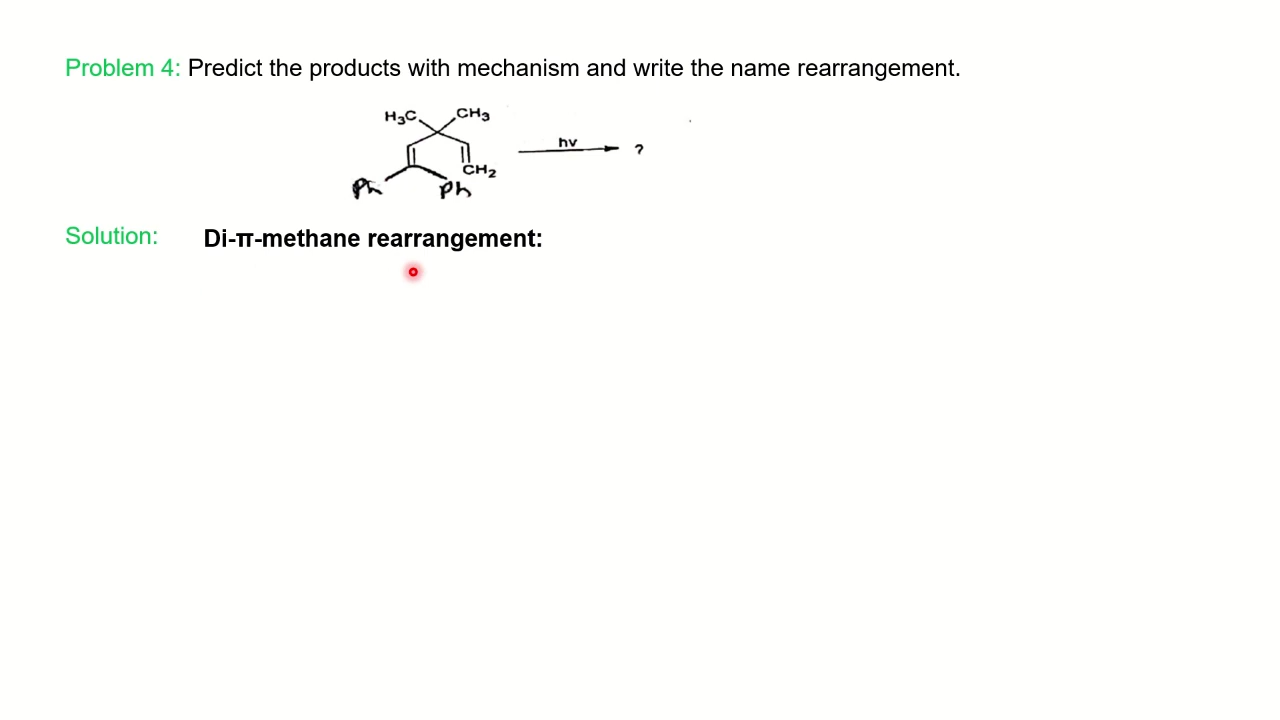 Problem 4: Predict the products with mechanism and write the name rearrangement.
H₃C CH₃
hν ?
CH₂
Ph Ph
Solution: Di-π-methane rearrangement: